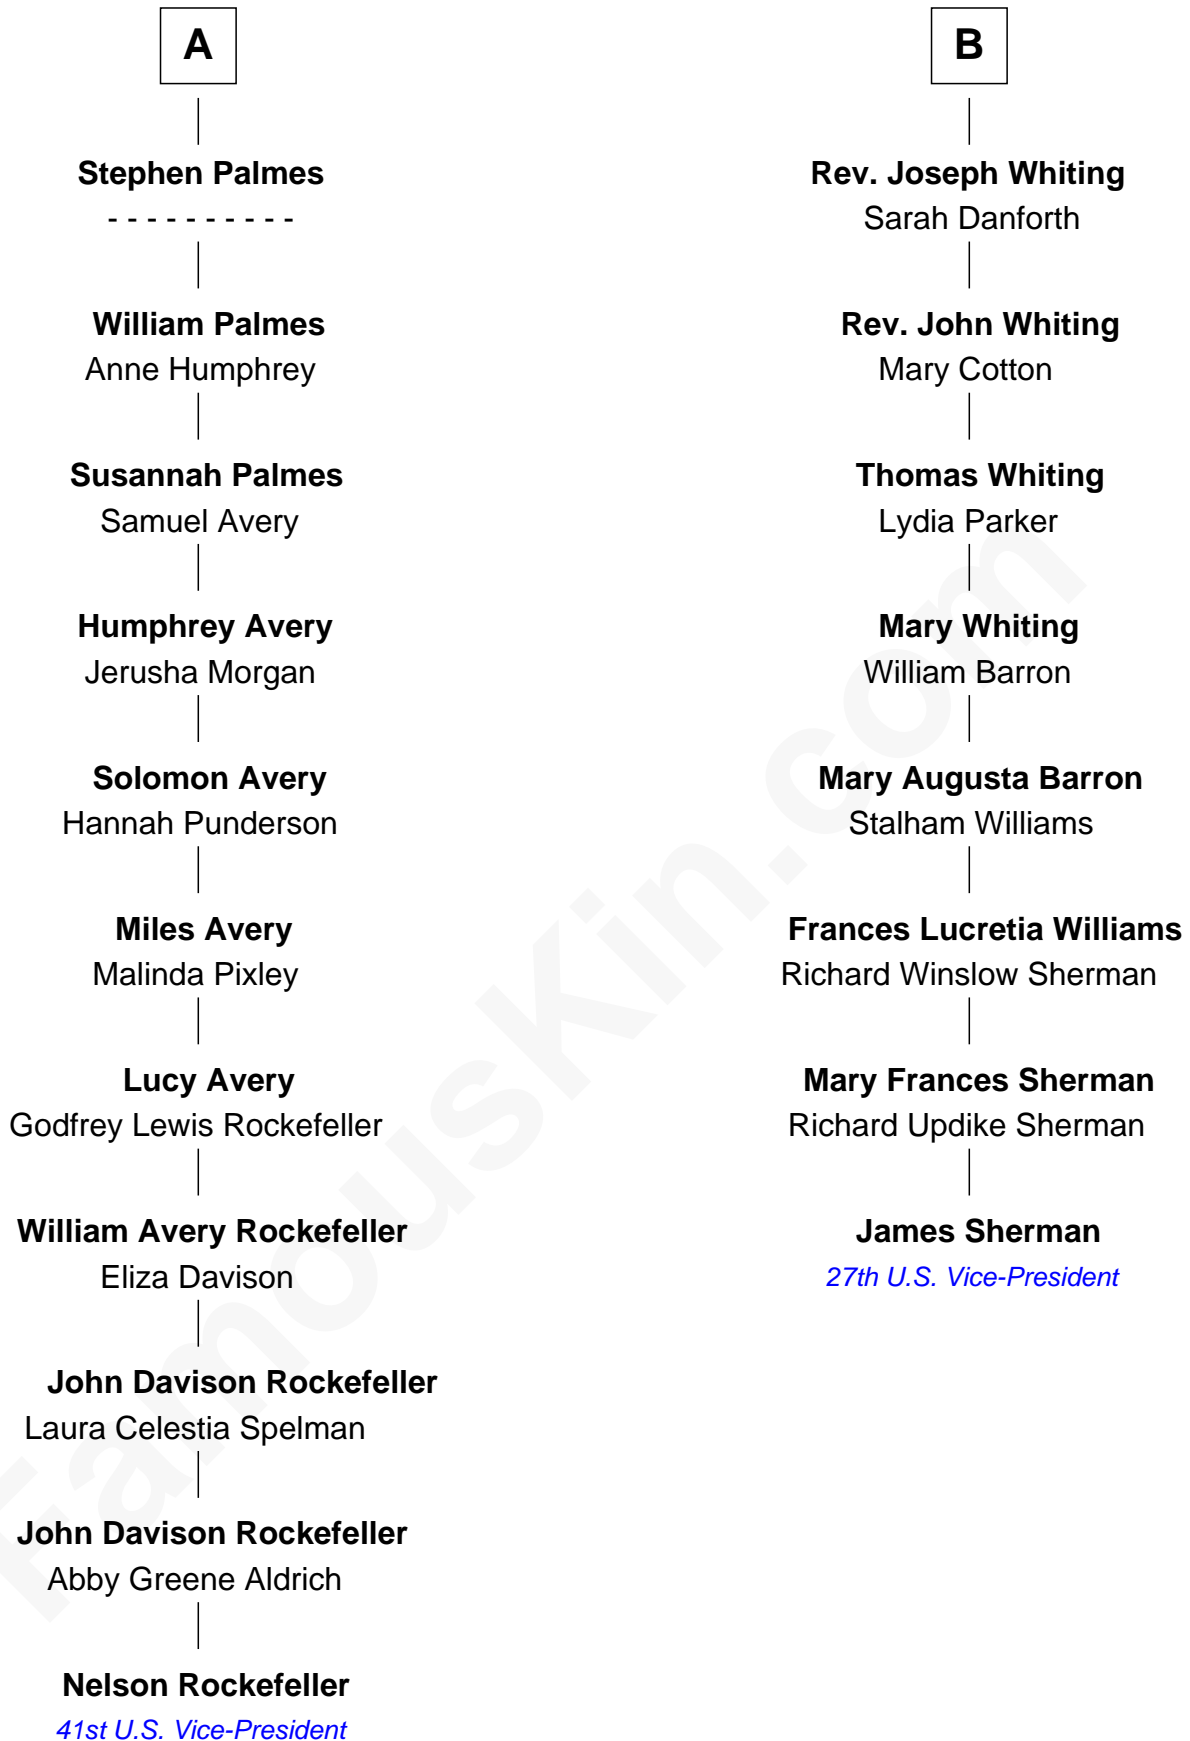 A
Stephen Palmes
- - - - - - - - - -
William Palmes
Anne Humphrey
Susannah Palmes
Samuel Avery
Humphrey Avery
Jerusha Morgan
Solomon Avery
Hannah Punderson
Miles Avery
Malinda Pixley
Lucy Avery
Godfrey Lewis Rockefeller
William Avery Rockefeller
Eliza Davison
John Davison Rockefeller
Laura Celestia Spelman
John Davison Rockefeller
Abby Greene Aldrich
Nelson Rockefeller
41st U.S. Vice-President
B
Rev. Joseph Whiting
Sarah Danforth
Rev. John Whiting
Mary Cotton
Thomas Whiting
Lydia Parker
Mary Whiting
William Barron
Mary Augusta Barron
Stalham Williams
Frances Lucretia Williams
Richard Winslow Sherman
Mary Frances Sherman
Richard Updike Sherman
James Sherman
27th U.S. Vice-President
FamousKin.com